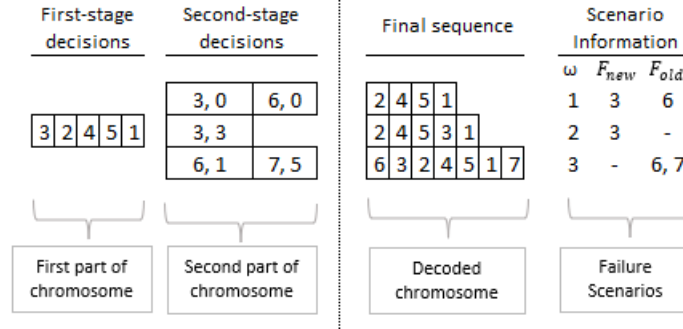 First-stage decisions
Second-stage decisions
Final sequence
Scenario Information
ω F_new F_old
3 2 4 5 1
3, 0 6, 0
3, 3
6, 1 7, 5
2 4 5 1
2 4 5 3 1
6 3 2 4 5 1 7
1 3 6
2 3 -
3 - 6, 7
First part of chromosome
Second part of chromosome
Decoded chromosome
Failure Scenarios